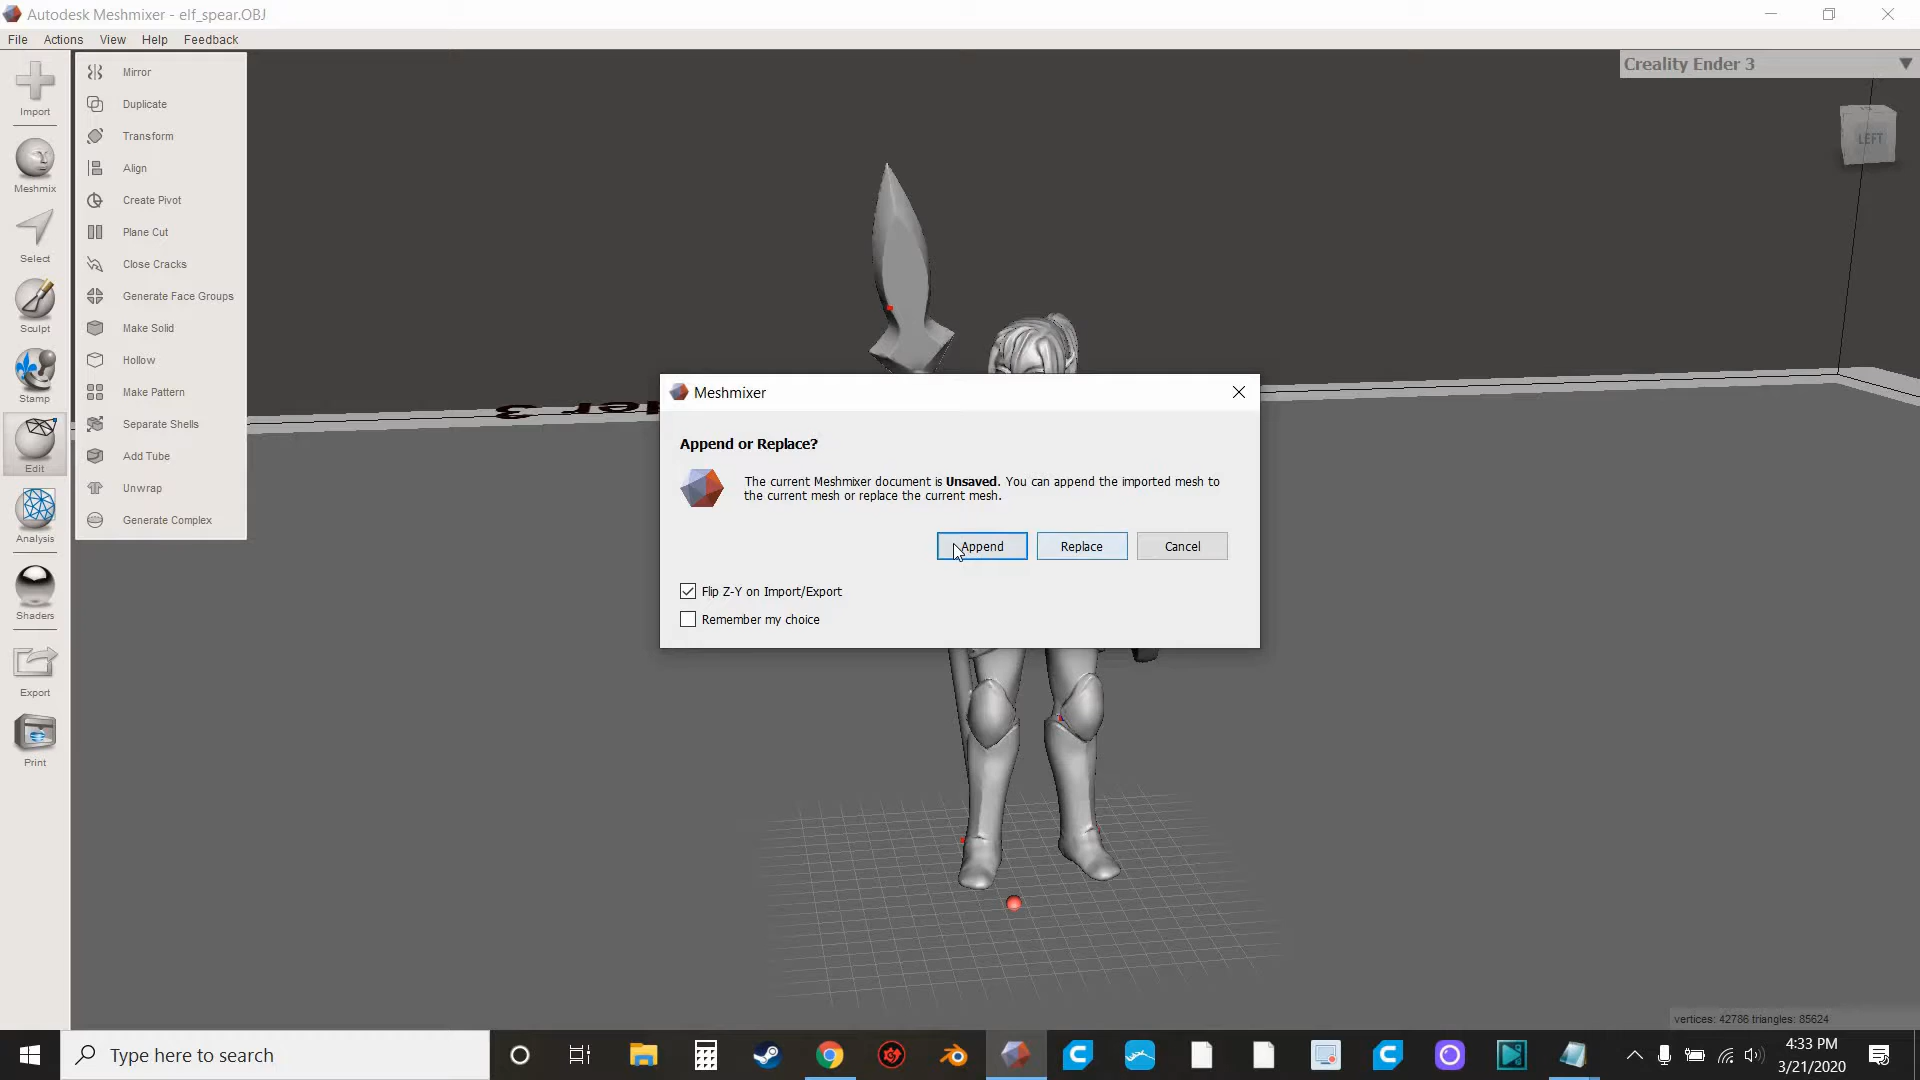 Autodesk Meshmixer - elf_spear.OBJ
File Actions View Help Feedback
Import
Meshmix
Select
Sculpt
Stamp
Edit
Analysis
Shaders
Export
Print
Mirror
Duplicate
Transform
Align
Create Pivot
Plane Cut
Close Cracks
Generate Face Groups
Make Solid
Hollow
Make Pattern
Separate Shells
Add Tube
Unwrap
Generate Complex
Creality Ender 3
LEFT
Meshmixer
Append or Replace?
The current Meshmixer document is Unsaved. You can append the imported mesh to
the current mesh or replace the current mesh.
Append Replace Cancel
Flip Z-Y on Import/Export
Remember my choice
vertices: 42786 triangles: 85624
Type here to search
4:33 PM
3/21/2020